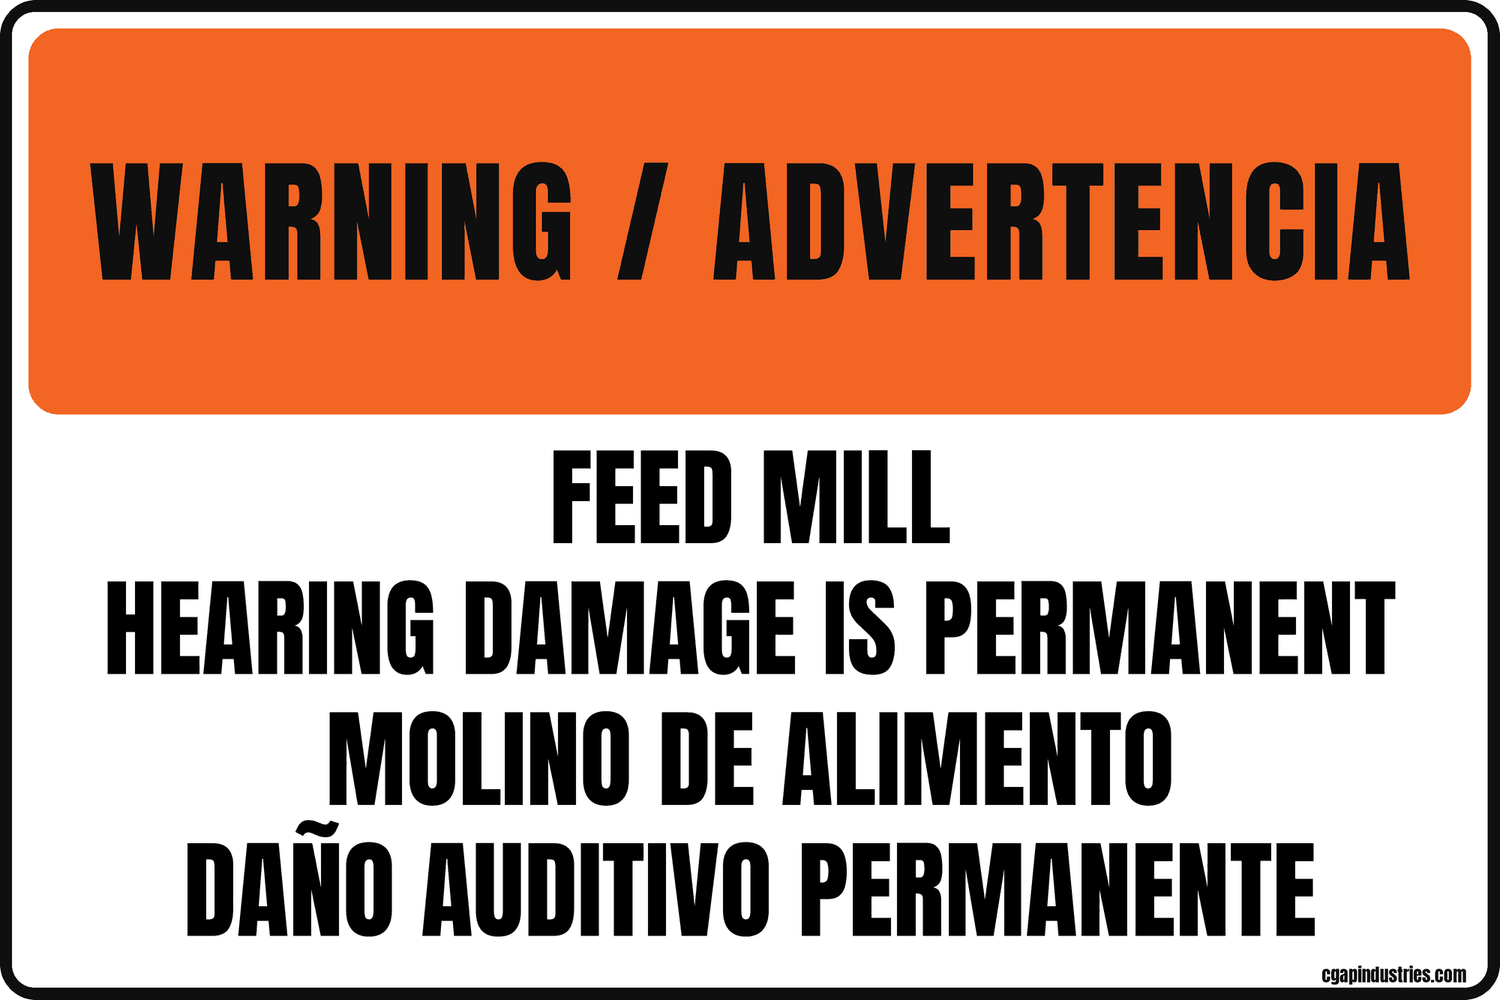 WARNING / ADVERTENCIA
FEED MILL
HEARING DAMAGE IS PERMANENT
MOLINO DE ALIMENTO
DAÑO AUDITIVO PERMANENTE
cgapindustries.com